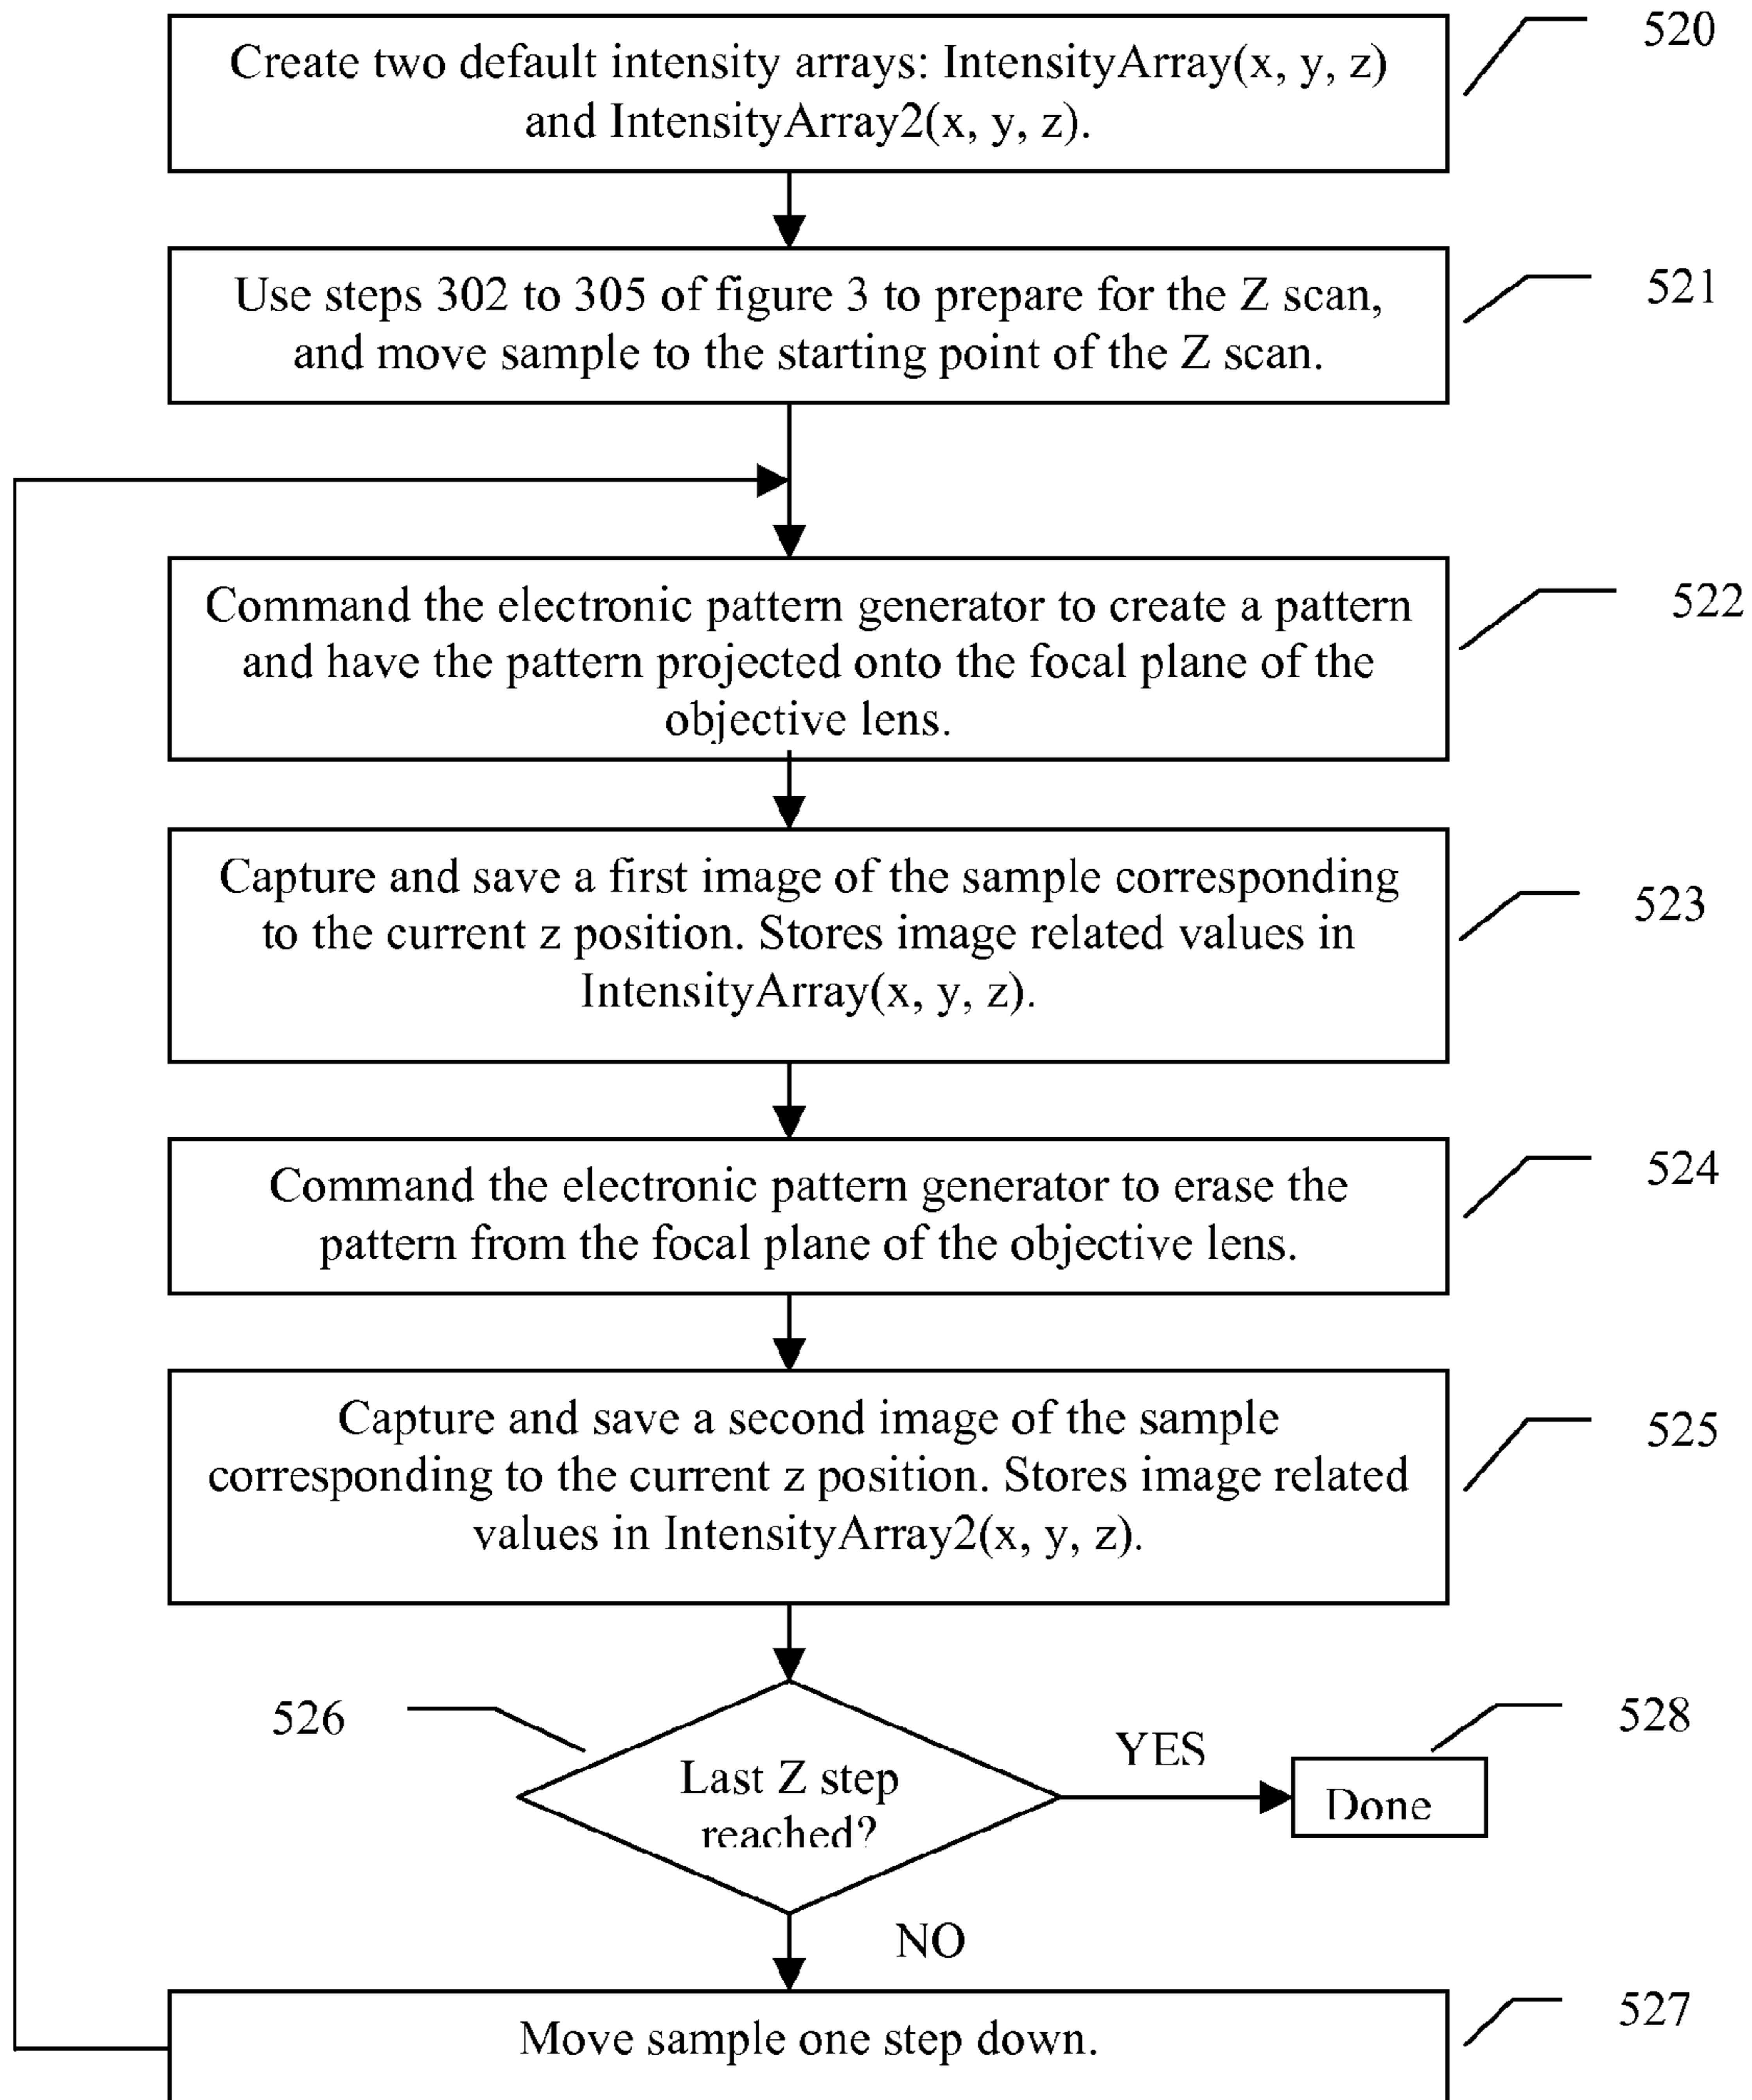 520
Create two default intensity arrays: IntensityArray(x, y, z)
and IntensityArray2(x, y, z).
521
Use steps 302 to 305 of figure 3 to prepare for the Z scan,
and move sample to the starting point of the Z scan.
522
Command the electronic pattern generator to create a pattern
and have the pattern projected onto the focal plane of the
objective lens.
523
Capture and save a first image of the sample corresponding
to the current z position. Stores image related values in
IntensityArray(x, y, z).
524
Command the electronic pattern generator to erase the
pattern from the focal plane of the objective lens.
525
Capture and save a second image of the sample
corresponding to the current z position. Stores image related
values in IntensityArray2(x, y, z).
526
Last Z step
reached?
YES
528
Done
NO
527
Move sample one step down.